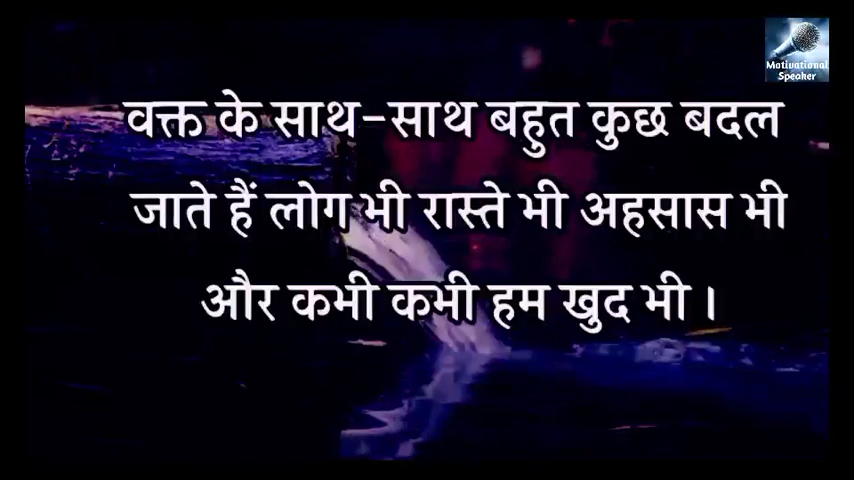 Motivational
Speaker
वक्त के साथ-साथ बहुत कुछ बदल
जाते हैं लोग भी रास्ते भी अहसास भी
और कभी कभी हम खुद भी ।